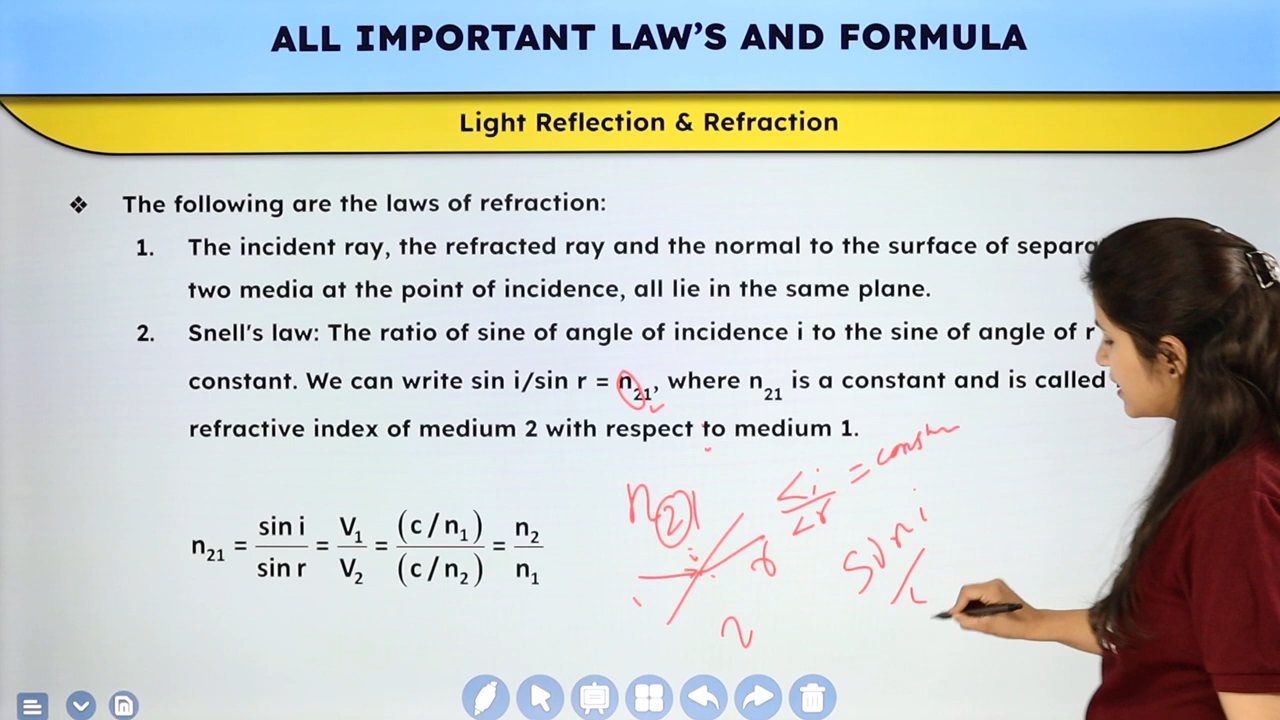 ALL IMPORTANT LAW'S AND FORMULA
Light Reflection & Refraction
❖ The following are the laws of refraction:
1. The incident ray, the refracted ray and the normal to the surface of separa
two media at the point of incidence, all lie in the same plane.
2. Snell's law: The ratio of sine of angle of incidence i to the sine of angle of r
constant. We can write sin i/sin r = n21, where n21 is a constant and is called
refractive index of medium 2 with respect to medium 1.
n21 = sin i / sin r = V1 / V2 = (c / n1) / (c / n2) = n2 / n1
n21
∠i / ∠r = const
i
r
2
sin i /